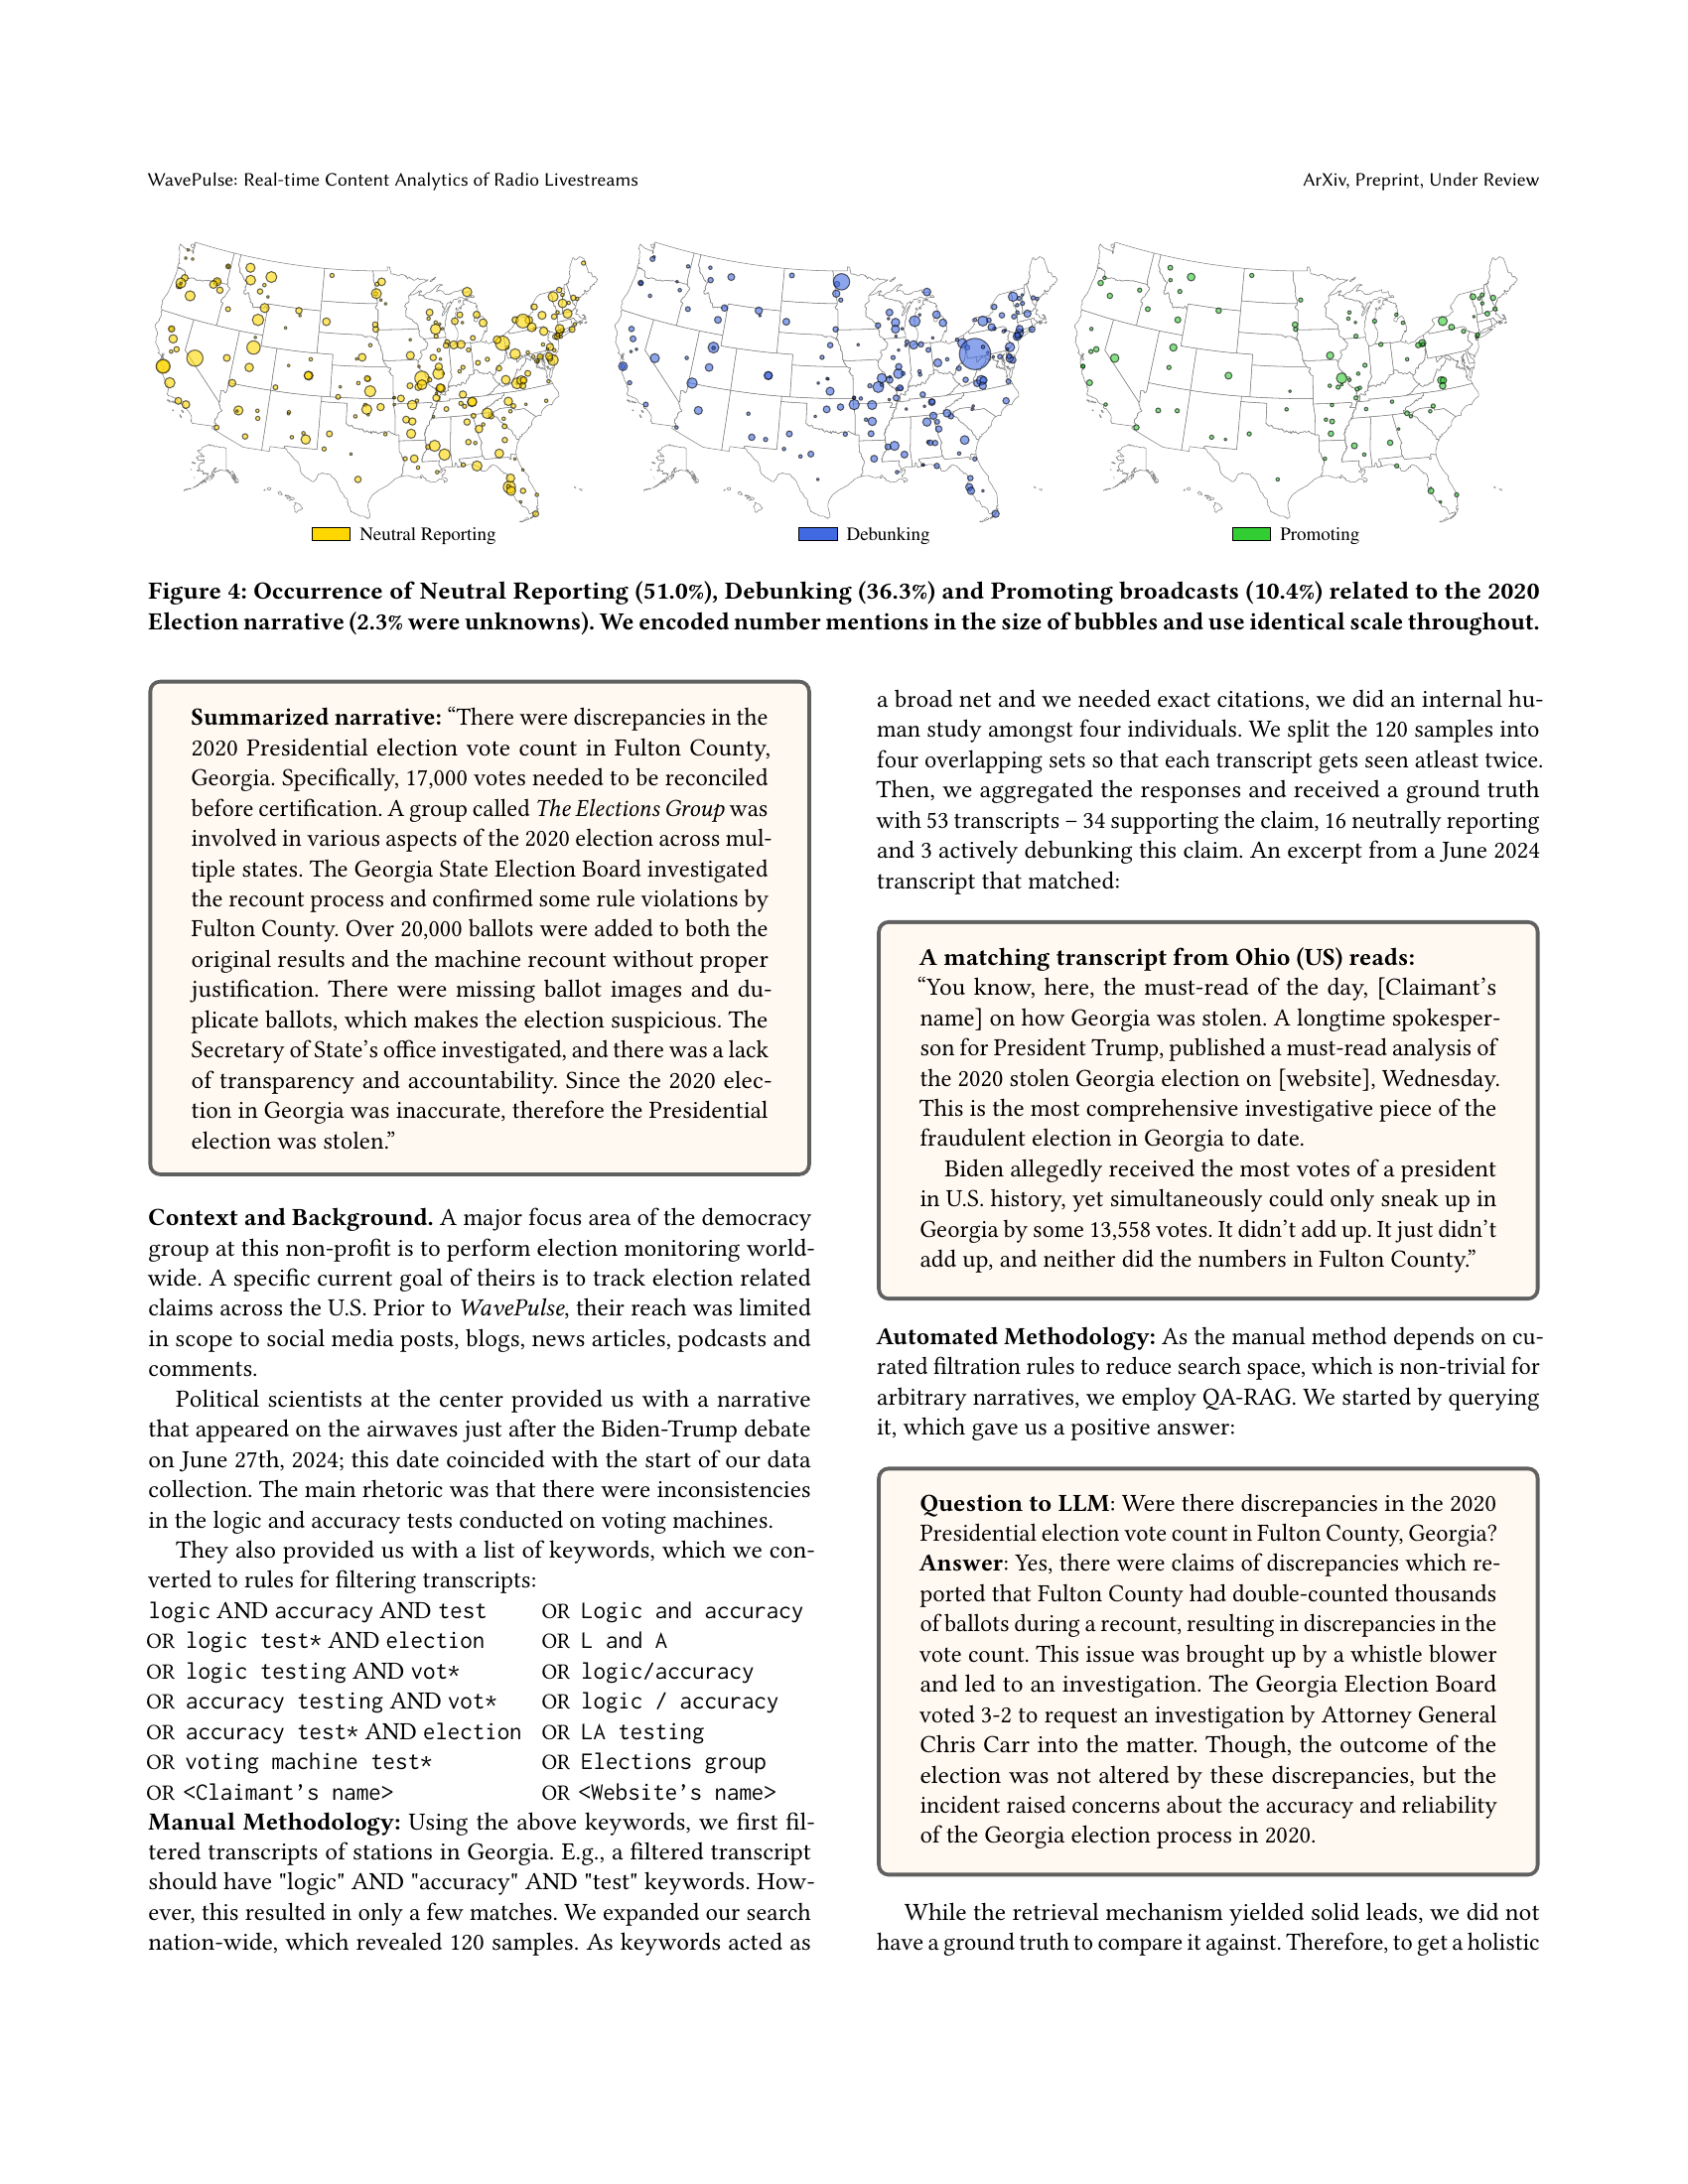 WavePulse: Real-time Content Analytics of Radio Livestreams
ArXiv, Preprint, Under Review
Neutral Reporting
Debunking
Promoting
Figure 4: Occurrence of Neutral Reporting (51.0%), Debunking (36.3%) and Promoting broadcasts (10.4%) related to the 2020
Election narrative (2.3% were unknowns). We encoded number mentions in the size of bubbles and use identical scale throughout.
Summarized narrative: “There were discrepancies in the
2020 Presidential election vote count in Fulton County,
Georgia. Specifically, 17,000 votes needed to be reconciled
before certification. A group called The Elections Group was
involved in various aspects of the 2020 election across mul-
tiple states. The Georgia State Election Board investigated
the recount process and confirmed some rule violations by
Fulton County. Over 20,000 ballots were added to both the
original results and the machine recount without proper
justification. There were missing ballot images and du-
plicate ballots, which makes the election suspicious. The
Secretary of State’s office investigated, and there was a lack
of transparency and accountability. Since the 2020 elec-
tion in Georgia was inaccurate, therefore the Presidential
election was stolen.”
Context and Background. A major focus area of the democracy
group at this non-profit is to perform election monitoring world-
wide. A specific current goal of theirs is to track election related
claims across the U.S. Prior to WavePulse, their reach was limited
in scope to social media posts, blogs, news articles, podcasts and
comments.
Political scientists at the center provided us with a narrative
that appeared on the airwaves just after the Biden-Trump debate
on June 27th, 2024; this date coincided with the start of our data
collection. The main rhetoric was that there were inconsistencies
in the logic and accuracy tests conducted on voting machines.
They also provided us with a list of keywords, which we con-
verted to rules for filtering transcripts:
logic AND accuracy AND test OR Logic and accuracy
OR logic test* AND election OR L and A
OR logic testing AND vot* OR logic/accuracy
OR accuracy testing AND vot* OR logic / accuracy
OR accuracy test* AND election OR LA testing
OR voting machine test* OR Elections group
OR <Claimant's name> OR <Website's name>
Manual Methodology: Using the above keywords, we first fil-
tered transcripts of stations in Georgia. E.g., a filtered transcript
should have "logic" AND "accuracy" AND "test" keywords. How-
ever, this resulted in only a few matches. We expanded our search
nation-wide, which revealed 120 samples. As keywords acted as
a broad net and we needed exact citations, we did an internal hu-
man study amongst four individuals. We split the 120 samples into
four overlapping sets so that each transcript gets seen atleast twice.
Then, we aggregated the responses and received a ground truth
with 53 transcripts – 34 supporting the claim, 16 neutrally reporting
and 3 actively debunking this claim. An excerpt from a June 2024
transcript that matched:
A matching transcript from Ohio (US) reads:
“You know, here, the must-read of the day, [Claimant’s
name] on how Georgia was stolen. A longtime spokesper-
son for President Trump, published a must-read analysis of
the 2020 stolen Georgia election on [website], Wednesday.
This is the most comprehensive investigative piece of the
fraudulent election in Georgia to date.
Biden allegedly received the most votes of a president
in U.S. history, yet simultaneously could only sneak up in
Georgia by some 13,558 votes. It didn’t add up. It just didn’t
add up, and neither did the numbers in Fulton County.”
Automated Methodology: As the manual method depends on cu-
rated filtration rules to reduce search space, which is non-trivial for
arbitrary narratives, we employ QA-RAG. We started by querying
it, which gave us a positive answer:
Question to LLM: Were there discrepancies in the 2020
Presidential election vote count in Fulton County, Georgia?
Answer: Yes, there were claims of discrepancies which re-
ported that Fulton County had double-counted thousands
of ballots during a recount, resulting in discrepancies in the
vote count. This issue was brought up by a whistle blower
and led to an investigation. The Georgia Election Board
voted 3-2 to request an investigation by Attorney General
Chris Carr into the matter. Though, the outcome of the
election was not altered by these discrepancies, but the
incident raised concerns about the accuracy and reliability
of the Georgia election process in 2020.
While the retrieval mechanism yielded solid leads, we did not
have a ground truth to compare it against. Therefore, to get a holistic